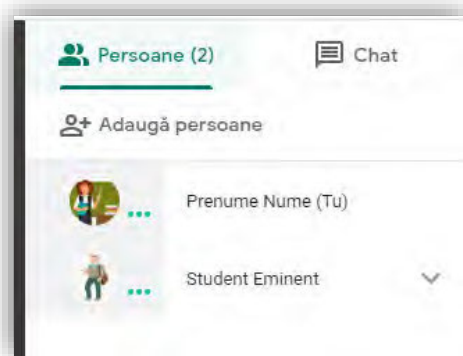 Persoane (2) Chat
Adaugă persoane
Prenume Nume (Tu)
Student Eminent